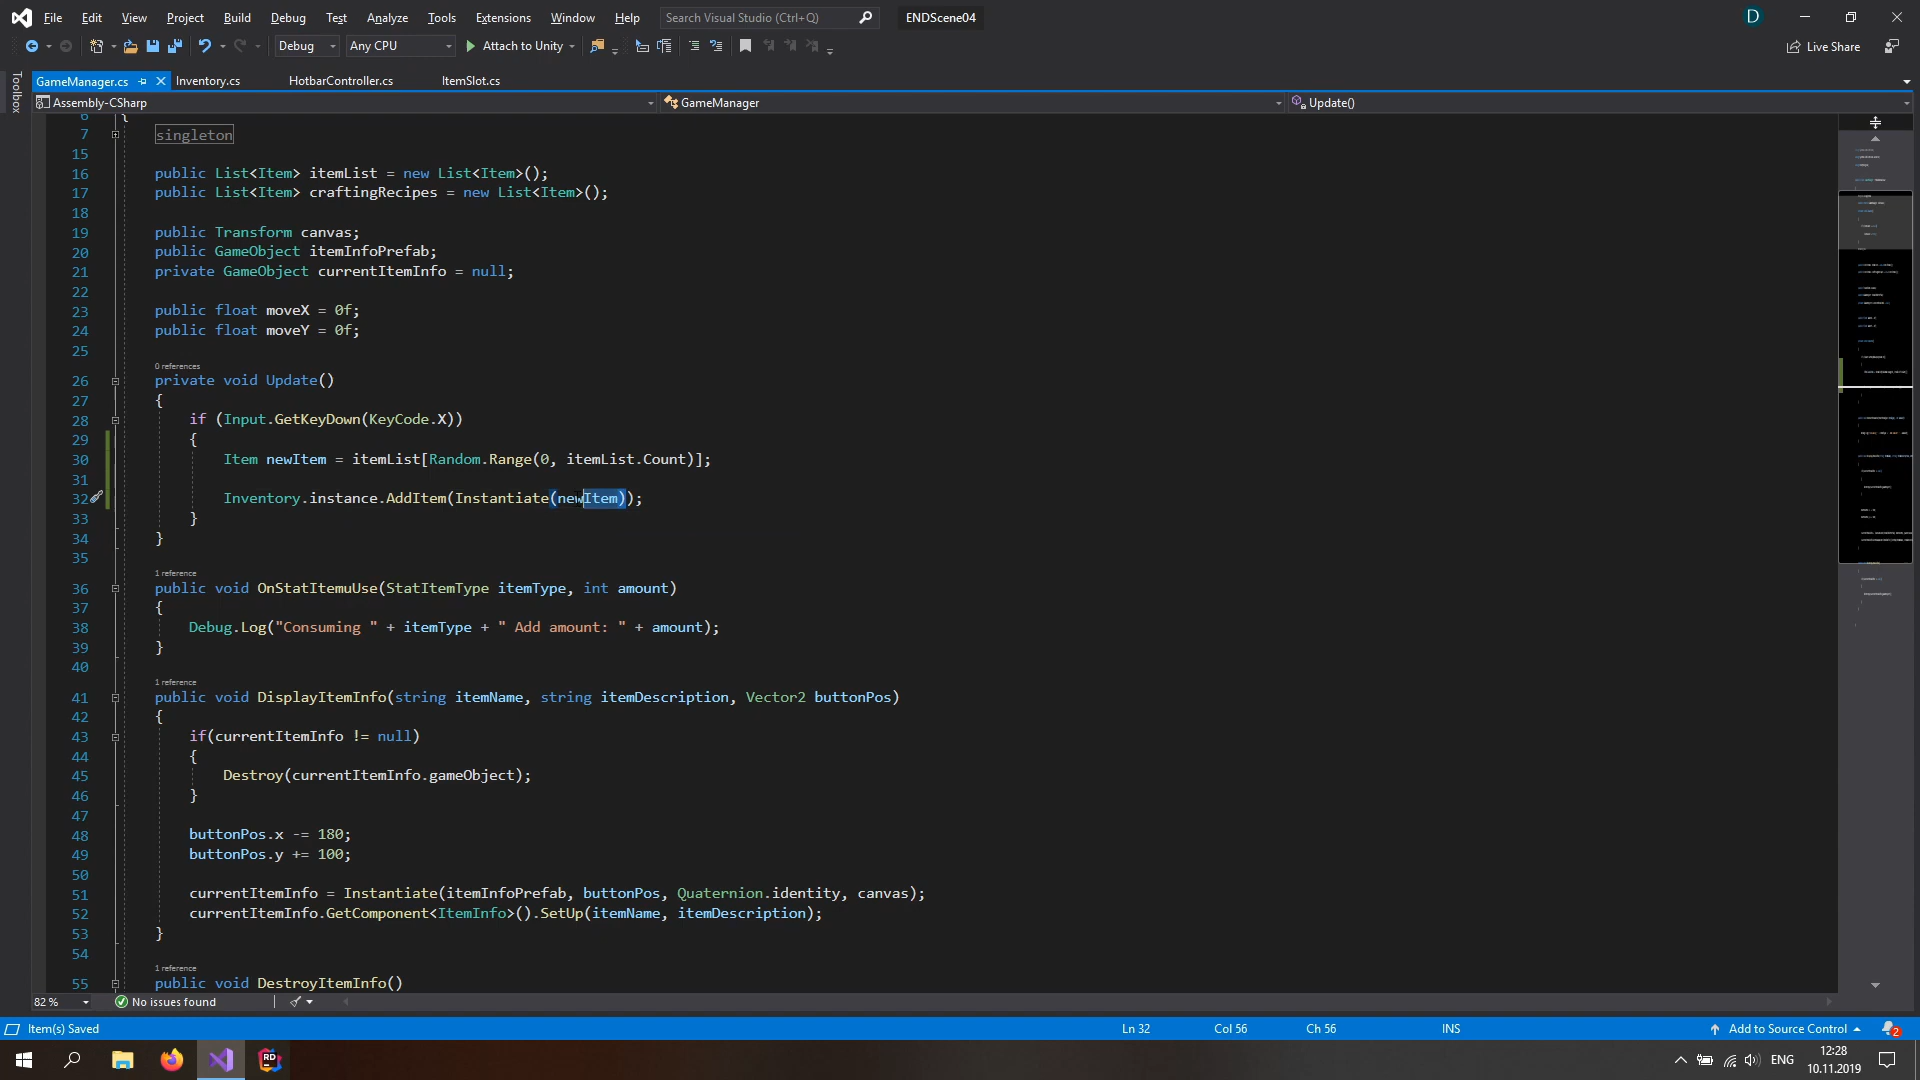 File Edit View Project Build Debug Test Analyze Tools Extensions Window Help Search Visual Studio (Ctrl+Q) ENDScene04 D
Debug Any CPU Attach to Unity Live Share
Toolbox
GameManager.cs Inventory.cs HotbarController.cs ItemSlot.cs
Assembly-CSharp GameManager Update()
6 {
7 singleton
15
16 public List<Item> itemList = new List<Item>();
17 public List<Item> craftingRecipes = new List<Item>();
18
19 public Transform canvas;
20 public GameObject itemInfoPrefab;
21 private GameObject currentItemInfo = null;
22
23 public float moveX = 0f;
24 public float moveY = 0f;
25
0 references
26 private void Update()
27 {
28 if (Input.GetKeyDown(KeyCode.X))
29 {
30 Item newItem = itemList[Random.Range(0, itemList.Count)];
31
32 Inventory.instance.AddItem(Instantiate(newItem));
33 }
34 }
35
1 reference
36 public void OnStatItemuUse(StatItemType itemType, int amount)
37 {
38 Debug.Log("Consuming " + itemType + " Add amount: " + amount);
39 }
40
1 reference
41 public void DisplayItemInfo(string itemName, string itemDescription, Vector2 buttonPos)
42 {
43 if(currentItemInfo != null)
44 {
45 Destroy(currentItemInfo.gameObject);
46 }
47
48 buttonPos.x -= 180;
49 buttonPos.y += 100;
50
51 currentItemInfo = Instantiate(itemInfoPrefab, buttonPos, Quaternion.identity, canvas);
52 currentItemInfo.GetComponent<ItemInfo>().SetUp(itemName, itemDescription);
53 }
54
1 reference
55 public void DestroyItemInfo()
82 % No issues found
Item(s) Saved Ln 32 Col 56 Ch 56 INS Add to Source Control 2
RD ENG 12:28
10.11.2019